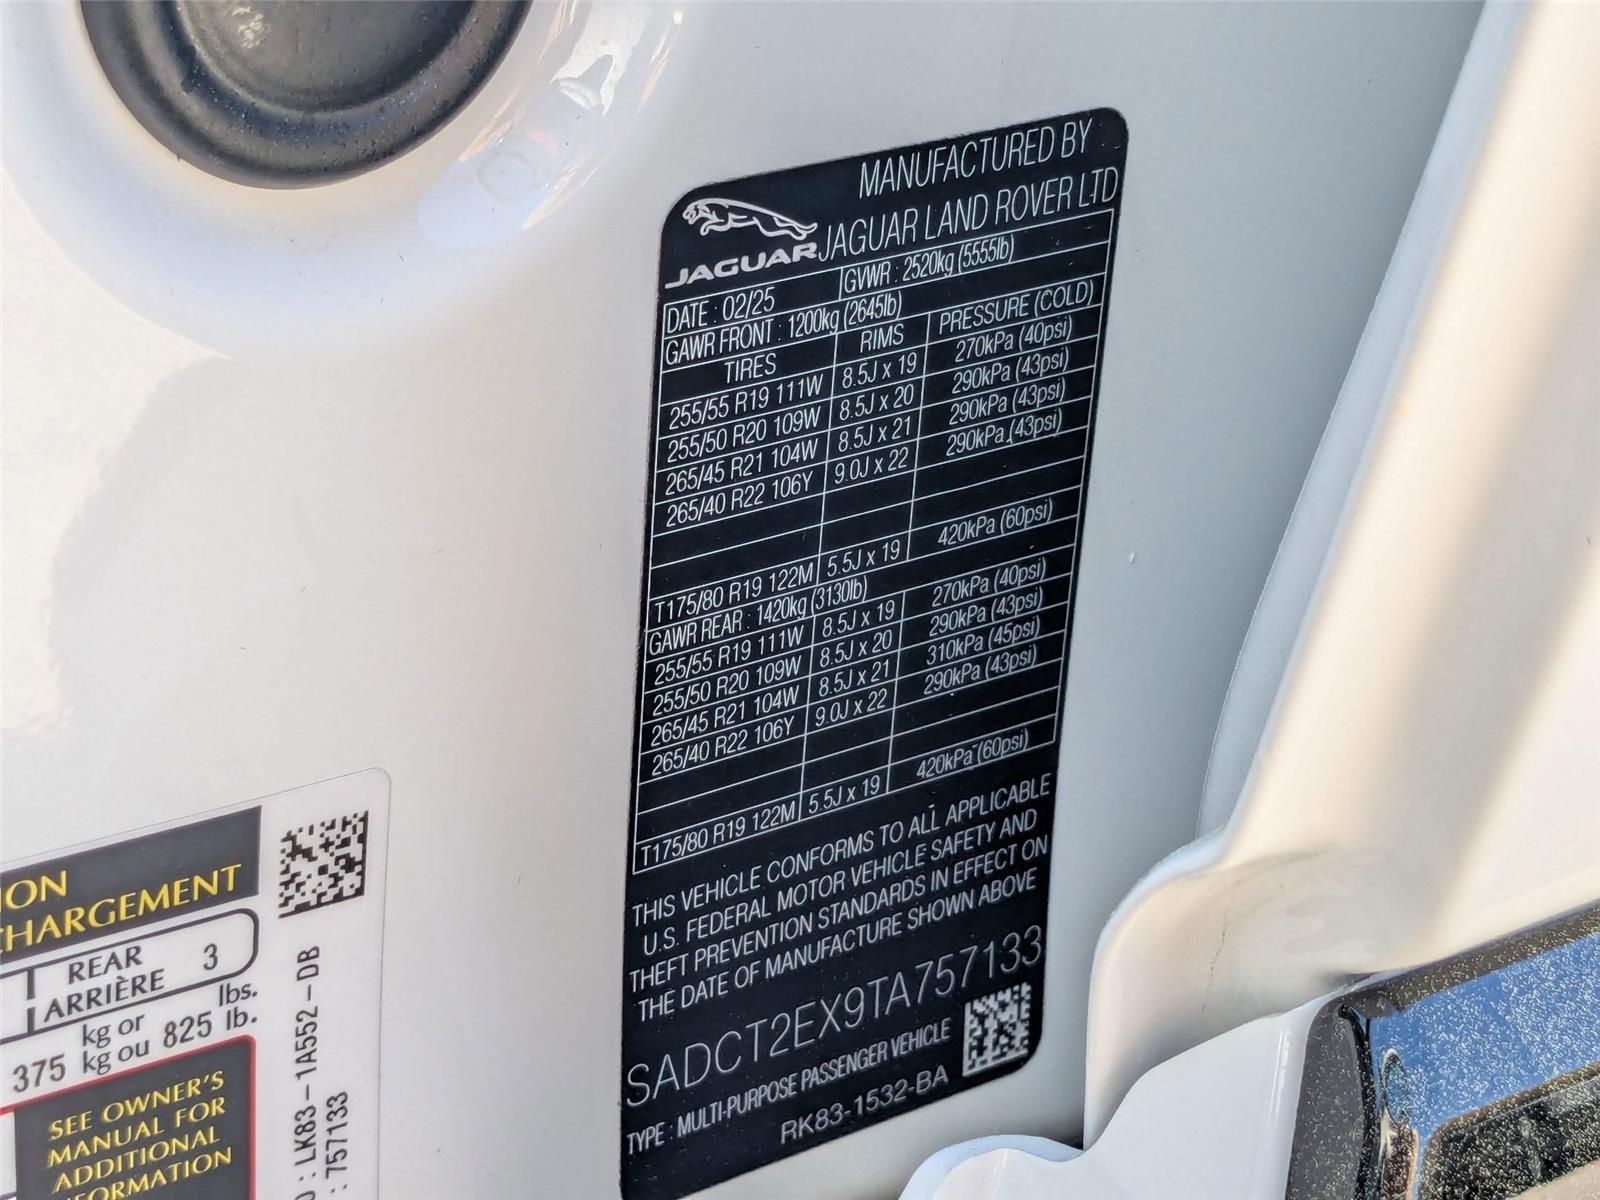 MANUFACTURED BY
JAGUAR LAND ROVER LTD
JAGUAR
DATE : 02/25 GVWR : 2520kg (5555lb)
GAWR FRONT : 1200kg (2645lb)
TIRES RIMS PRESSURE (COLD)
255/55 R19 111W 8.5J x 19 270kPa (40psi)
255/50 R20 109W 8.5J x 20 290kPa (43psi)
265/45 R21 104W 8.5J x 21 290kPa (43psi)
265/40 R22 106Y 9.0J x 22 290kPa (43psi)
T175/80 R19 122M 5.5J x 19 420kPa (60psi)
GAWR REAR : 1420kg (3130lb)
255/55 R19 111W 8.5J x 19 270kPa (40psi)
255/50 R20 109W 8.5J x 20 290kPa (43psi)
265/45 R21 104W 8.5J x 21 310kPa (45psi)
265/40 R22 106Y 9.0J x 22 290kPa (43psi)
T175/80 R19 122M 5.5J x 19 420kPa (60psi)
THIS VEHICLE CONFORMS TO ALL APPLICABLE
U.S. FEDERAL MOTOR VEHICLE SAFETY AND
THEFT PREVENTION STANDARDS IN EFFECT ON
THE DATE OF MANUFACTURE SHOWN ABOVE
SADCT2EX9TA757133
TYPE : MULTI-PURPOSE PASSENGER VEHICLE
RK83-1532-BA
ION
CHARGEMENT
REAR 3
ARRIÈRE
kg or lbs.
375 kg ou 825 lb.
SEE OWNER'S
MANUAL FOR
ADDITIONAL
ORMATION
: LK83-1A552-DB
: 757133